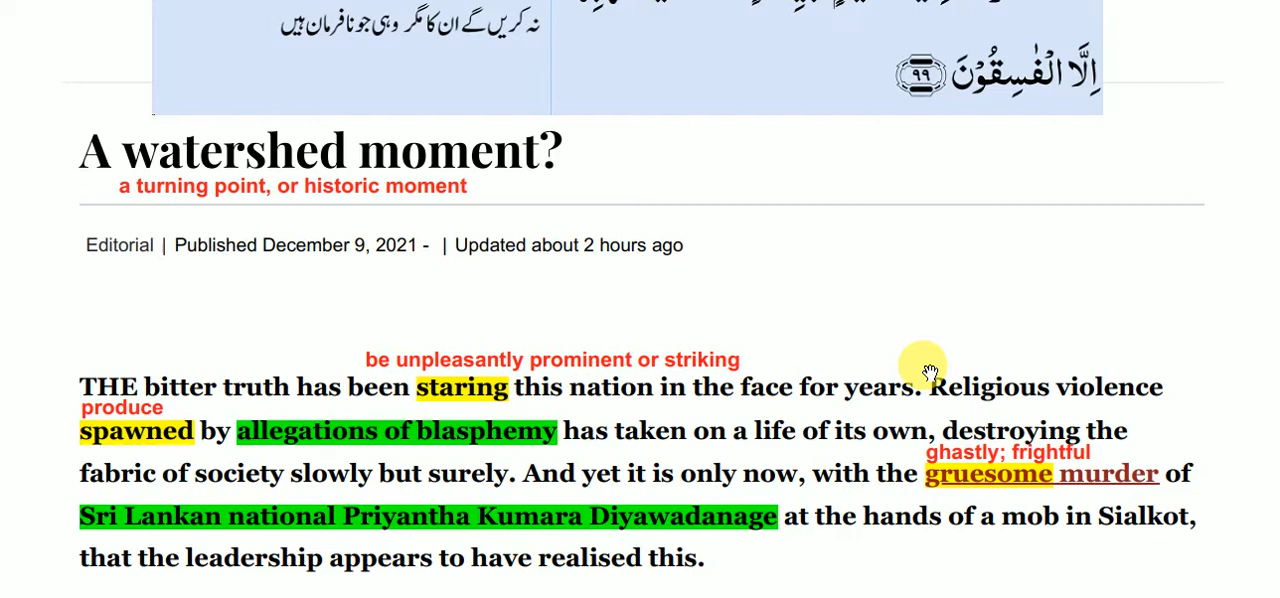 نہ کریں گے ان کا مگر وہی جو نافرمان ہیں
اِلَّا الْفٰسِقُوْنَ ﴿۹۹﴾
A watershed moment?
a turning point, or historic moment
Editorial | Published December 9, 2021 - | Updated about 2 hours ago
be unpleasantly prominent or striking
THE bitter truth has been staring this nation in the face for years. Religious violence
produce
spawned by allegations of blasphemy has taken on a life of its own, destroying the
ghastly; frightful
fabric of society slowly but surely. And yet it is only now, with the gruesome murder of
Sri Lankan national Priyantha Kumara Diyawadanage at the hands of a mob in Sialkot,
that the leadership appears to have realised this.